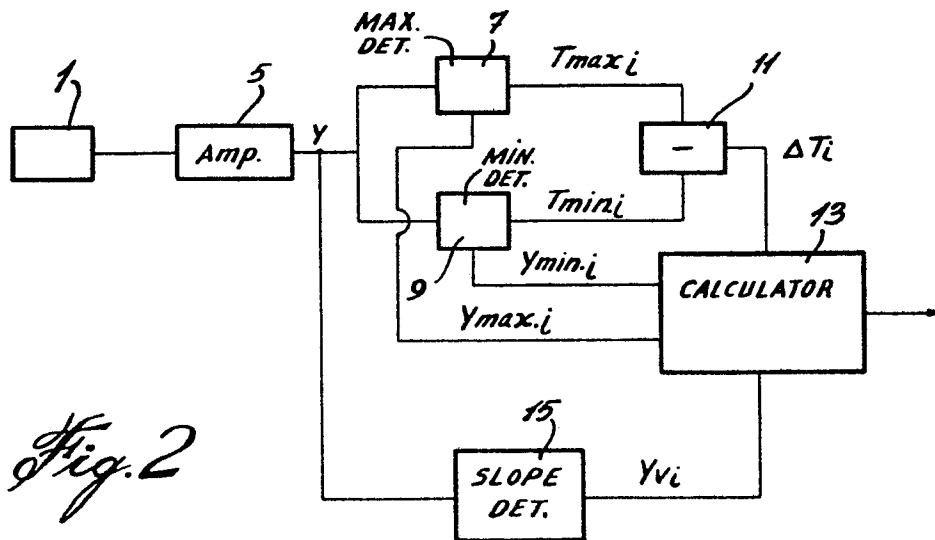 MAX.
DET.
7
Tmax i
11
1
5
Amp.
Y
MIN.
DET.
−
ΔTi
Tmin.i
9
13
Ymin.i
CALCULATOR
Ymax.i
15
SLOPE
DET.
Yvi
Fig. 2